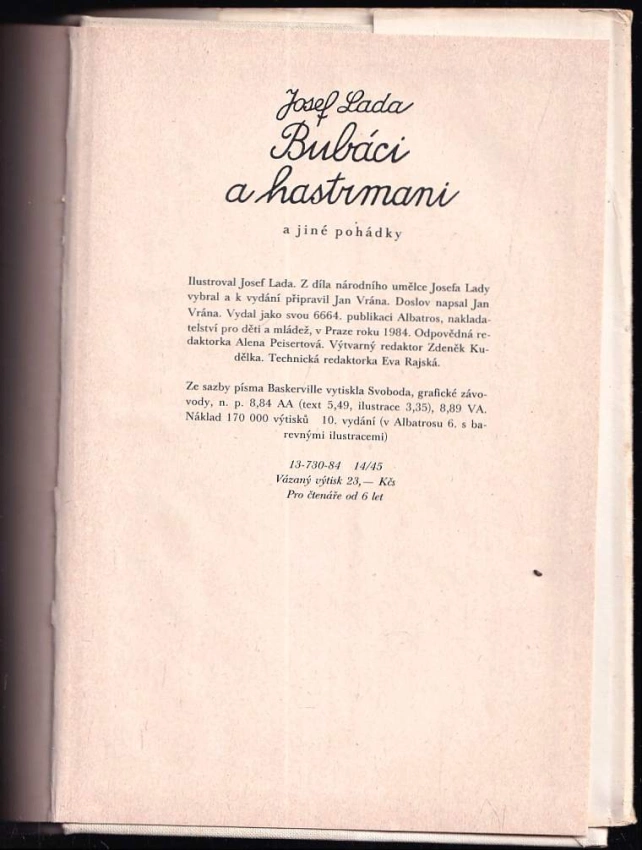 Josef Lada
Bubáci
a hastrmani
a jiné pohádky
Ilustroval Josef Lada. Z díla národního umělce Josefa Lady
vybral a k vydání připravil Jan Vrána. Doslov napsal Jan
Vrána. Vydal jako svou 6664. publikaci Albatros, naklada-
telství pro děti a mládež, v Praze roku 1984. Odpovědná re-
daktorka Alena Peisertová. Výtvarný redaktor Zdeněk Ku-
dělka. Technická redaktorka Eva Rajská.
Ze sazby písma Baskerville vytiskla Svoboda, grafické závo-
vody, n. p. 8,84 AA (text 5,49, ilustrace 3,35), 8,89 VA.
Náklad 170 000 výtisků 10. vydání (v Albatrosu 6. s ba-
revnými ilustracemi)
13-730-84 14/45
Vázaný výtisk 23,— Kčs
Pro čtenáře od 6 let